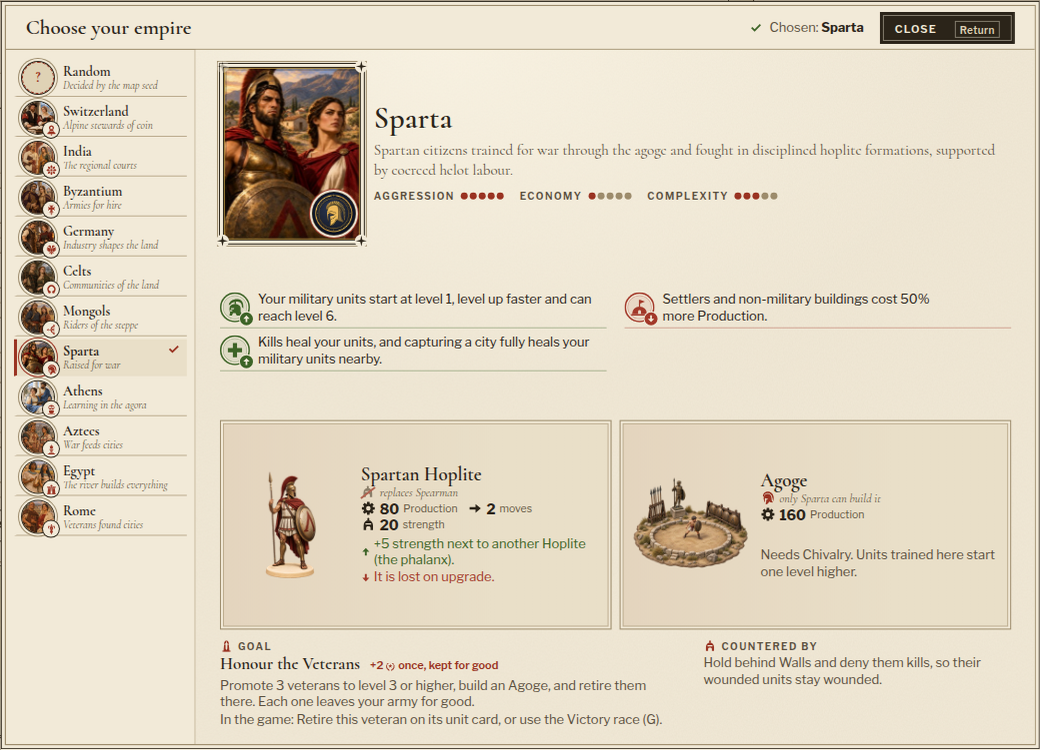 Choose your empire
Chosen: Sparta
CLOSE Return
?
Random
Decided by the map seed
Switzerland
Alpine stewards of coin
India
The regional courts
Byzantium
Armies for hire
Germany
Industry shapes the land
Celts
Communities of the land
Mongols
Riders of the steppe
Sparta
Raised for war
Athens
Learning in the agora
Aztecs
War feeds cities
Egypt
The river builds everything
Rome
Veterans found cities
Sparta
Spartan citizens trained for war through the agoge and fought in disciplined hoplite formations, supported
by coerced helot labour.
AGGRESSION ECONOMY COMPLEXITY
Your military units start at level 1, level up faster and can
reach level 6.
Kills heal your units, and capturing a city fully heals your
military units nearby.
Settlers and non-military buildings cost 50%
more Production.
Spartan Hoplite
replaces Spearman
80 Production 2 moves
20 strength
+5 strength next to another Hoplite
(the phalanx).
It is lost on upgrade.
Agoge
only Sparta can build it
160 Production
Needs Chivalry. Units trained here start
one level higher.
GOAL
Honour the Veterans +2 once, kept for good
Promote 3 veterans to level 3 or higher, build an Agoge, and retire them
there. Each one leaves your army for good.
In the game: Retire this veteran on its unit card, or use the Victory race (G).
COUNTERED BY
Hold behind Walls and deny them kills, so their
wounded units stay wounded.